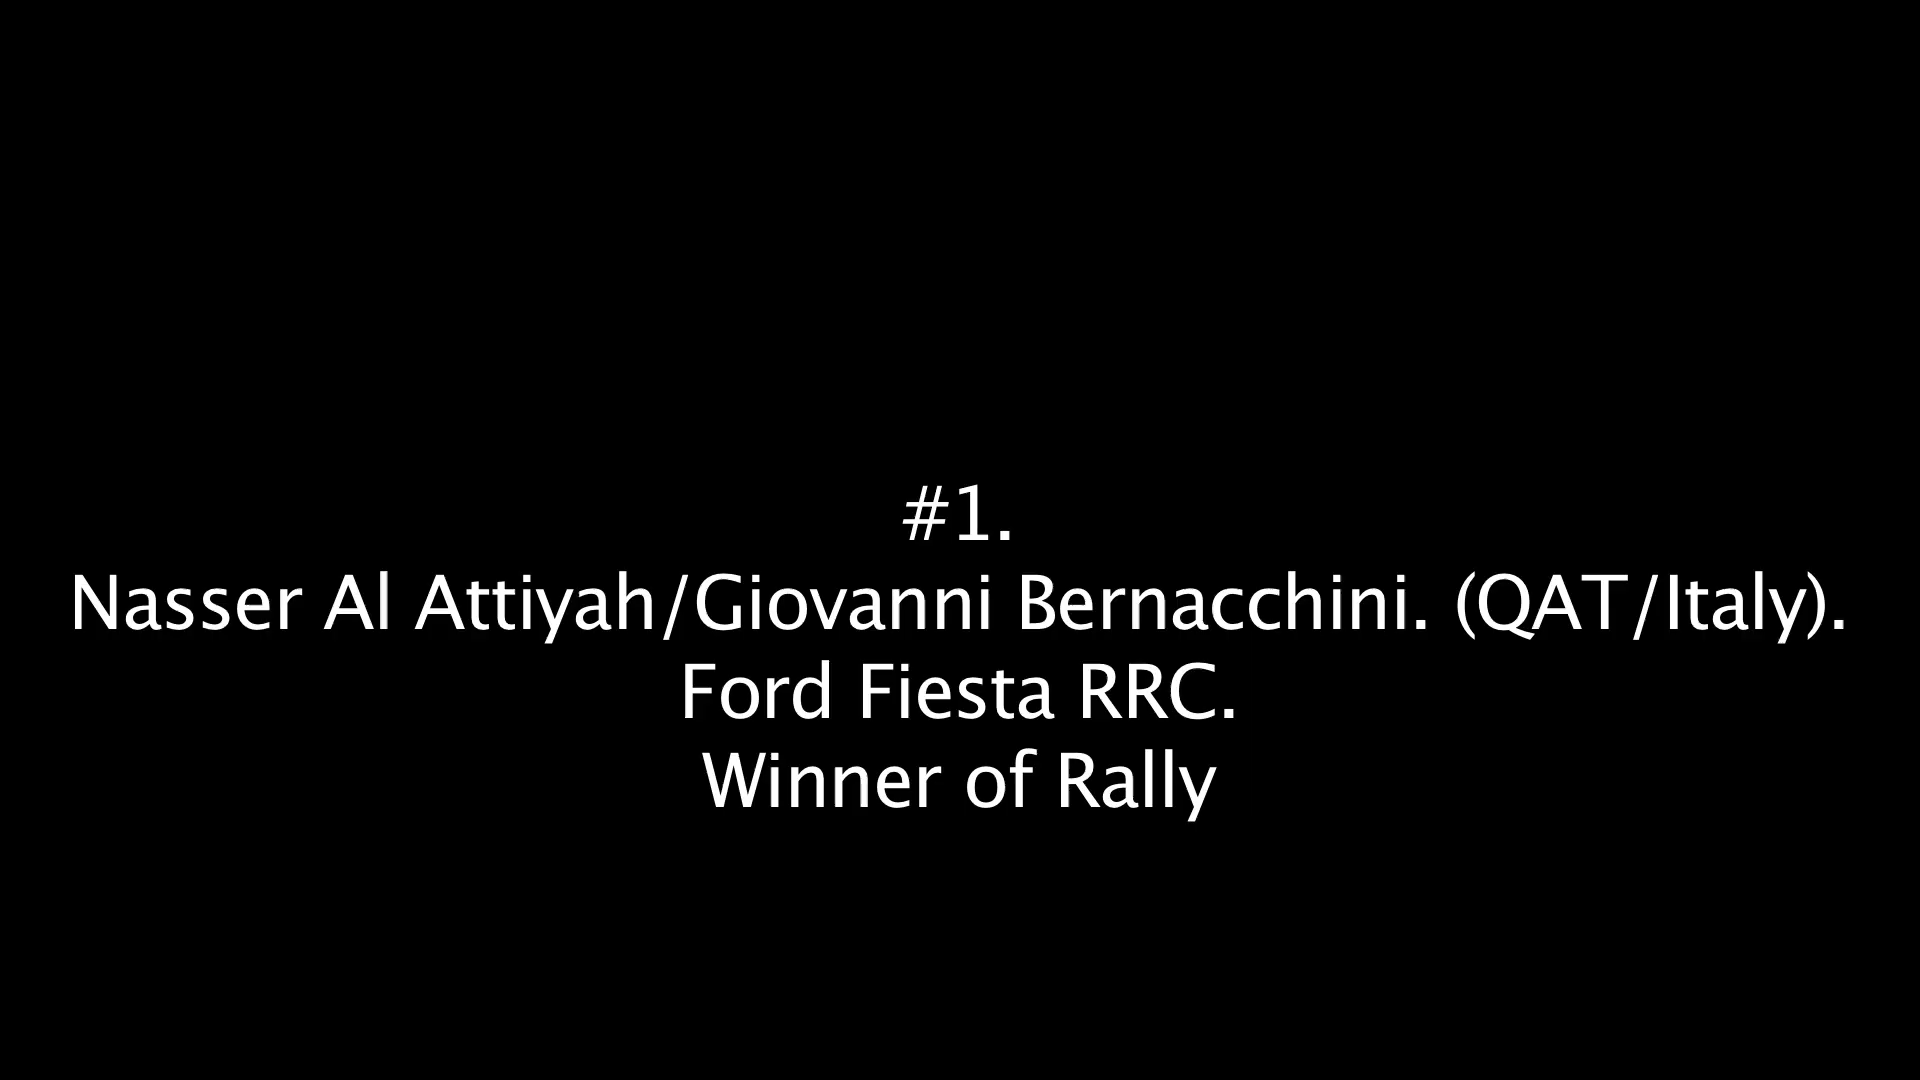 #1.
Nasser Al Attiyah/Giovanni Bernacchini. (QAT/Italy).
Ford Fiesta RRC.
Winner of Rally